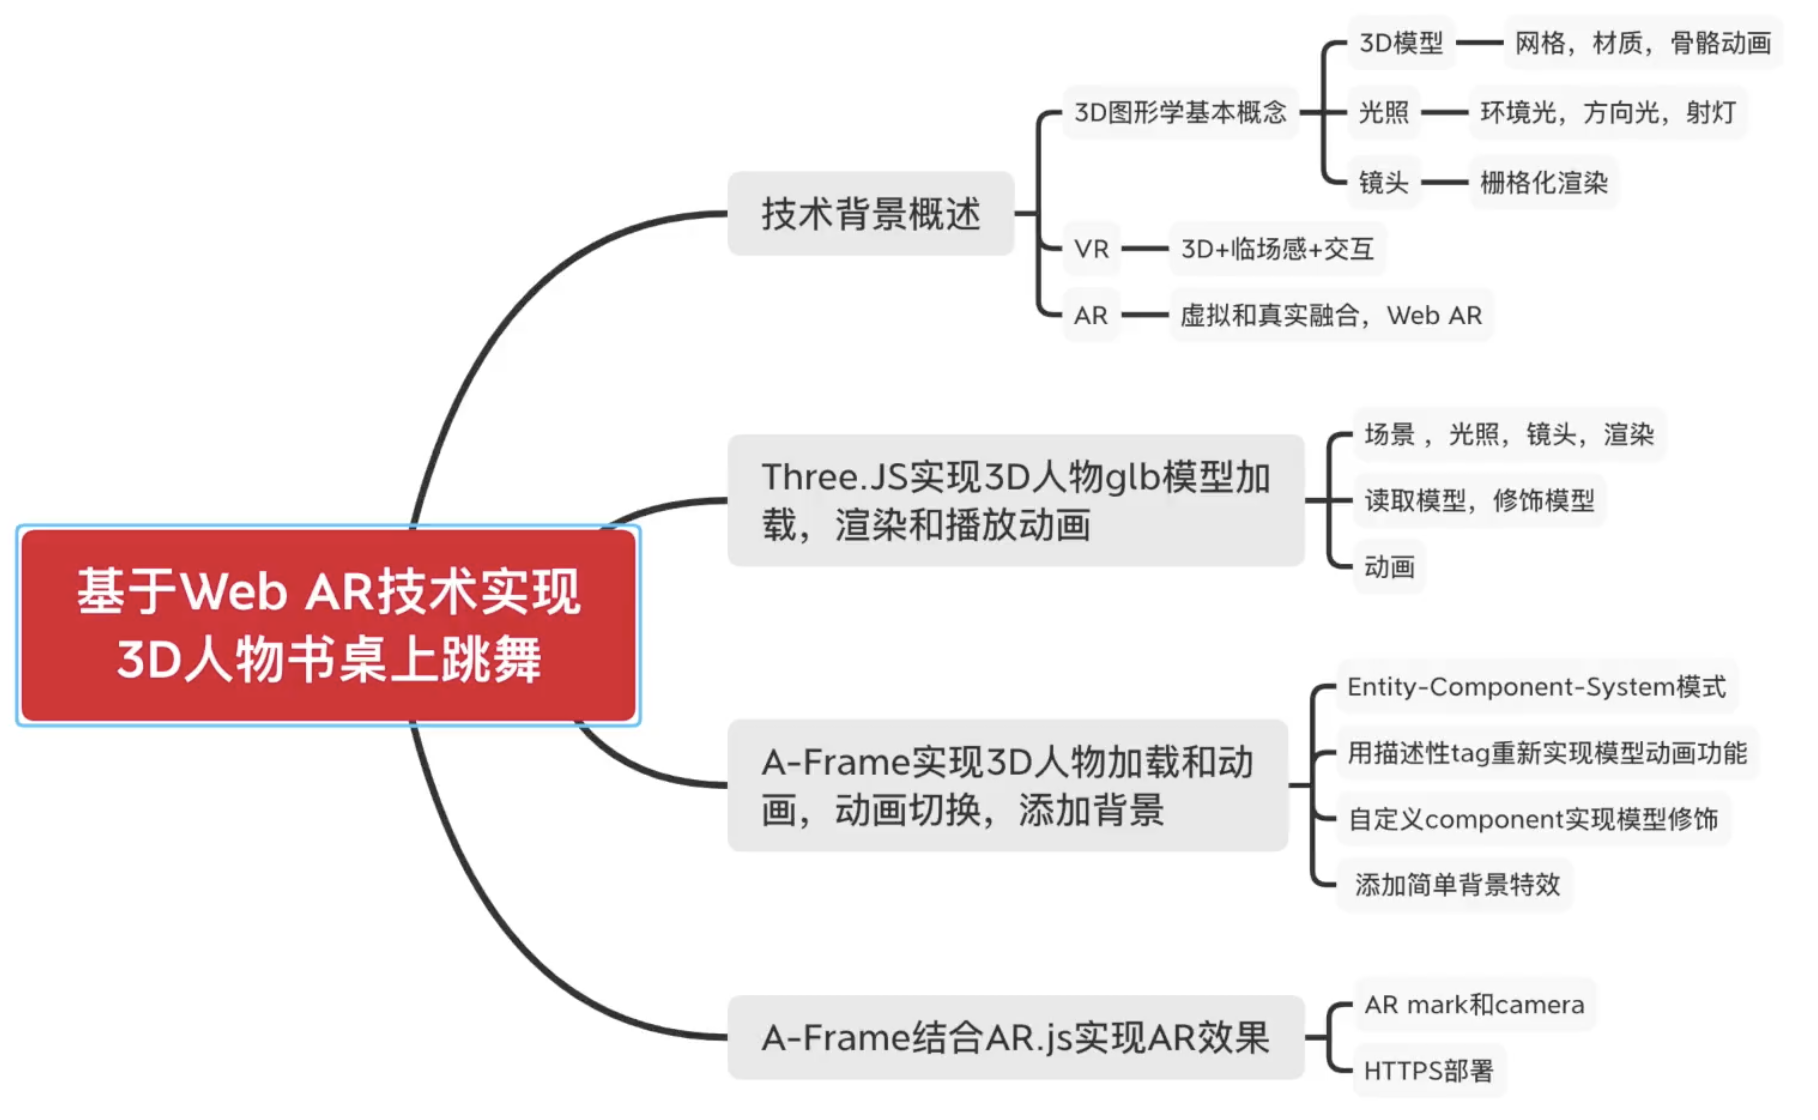 基于Web AR技术实现
3D人物书桌上跳舞
技术背景概述
3D图形学基本概念
3D模型
网格，材质，骨骼动画
光照
环境光，方向光，射灯
镜头
栅格化渲染
VR
3D+临场感+交互
AR
虚拟和真实融合，Web AR
Three.JS实现3D人物glb模型加
载，渲染和播放动画
场景 ，光照，镜头，渲染
读取模型，修饰模型
动画
A-Frame实现3D人物加载和动
画，动画切换，添加背景
Entity-Component-System模式
用描述性tag重新实现模型动画功能
自定义component实现模型修饰
添加简单背景特效
A-Frame结合AR.js实现AR效果
AR mark和camera
HTTPS部署